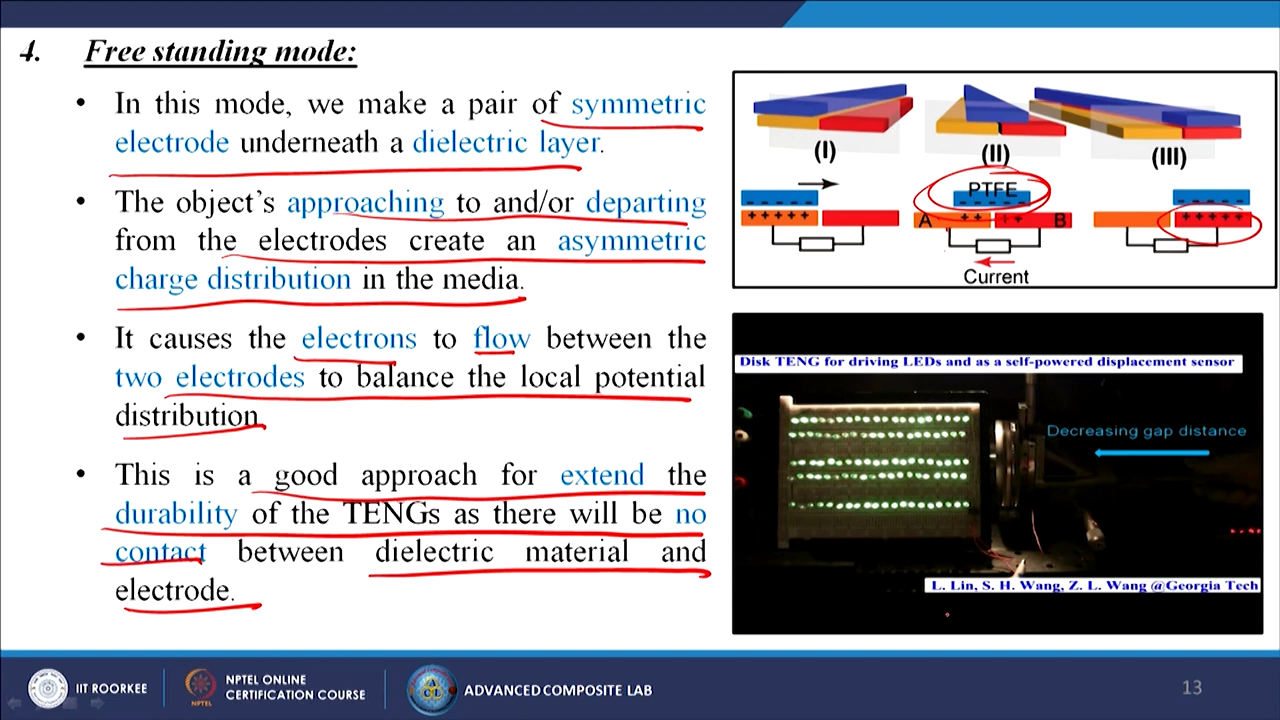 4. Free standing mode:
• In this mode, we make a pair of symmetric
electrode underneath a dielectric layer.
• The object's approaching to and/or departing
from the electrodes create an asymmetric
charge distribution in the media.
• It causes the electrons to flow between the
two electrodes to balance the local potential
distribution.
• This is a good approach for extend the
durability of the TENGs as there will be no
contact between dielectric material and
electrode.
(I)
(II)
(III)
PTFE
- - - - -
- - - - -
- - - - -
+ + + + +
A
+ +
+ +
B
+ + + + +
Current
Disk TENG for driving LEDs and as a self-powered displacement sensor
Decreasing gap distance
L. Lin, S. H. Wang, Z. L. Wang @Georgia Tech
IIT ROORKEE
NPTEL
NPTEL ONLINE
CERTIFICATION COURSE
ACL
ADVANCED COMPOSITE LAB
13